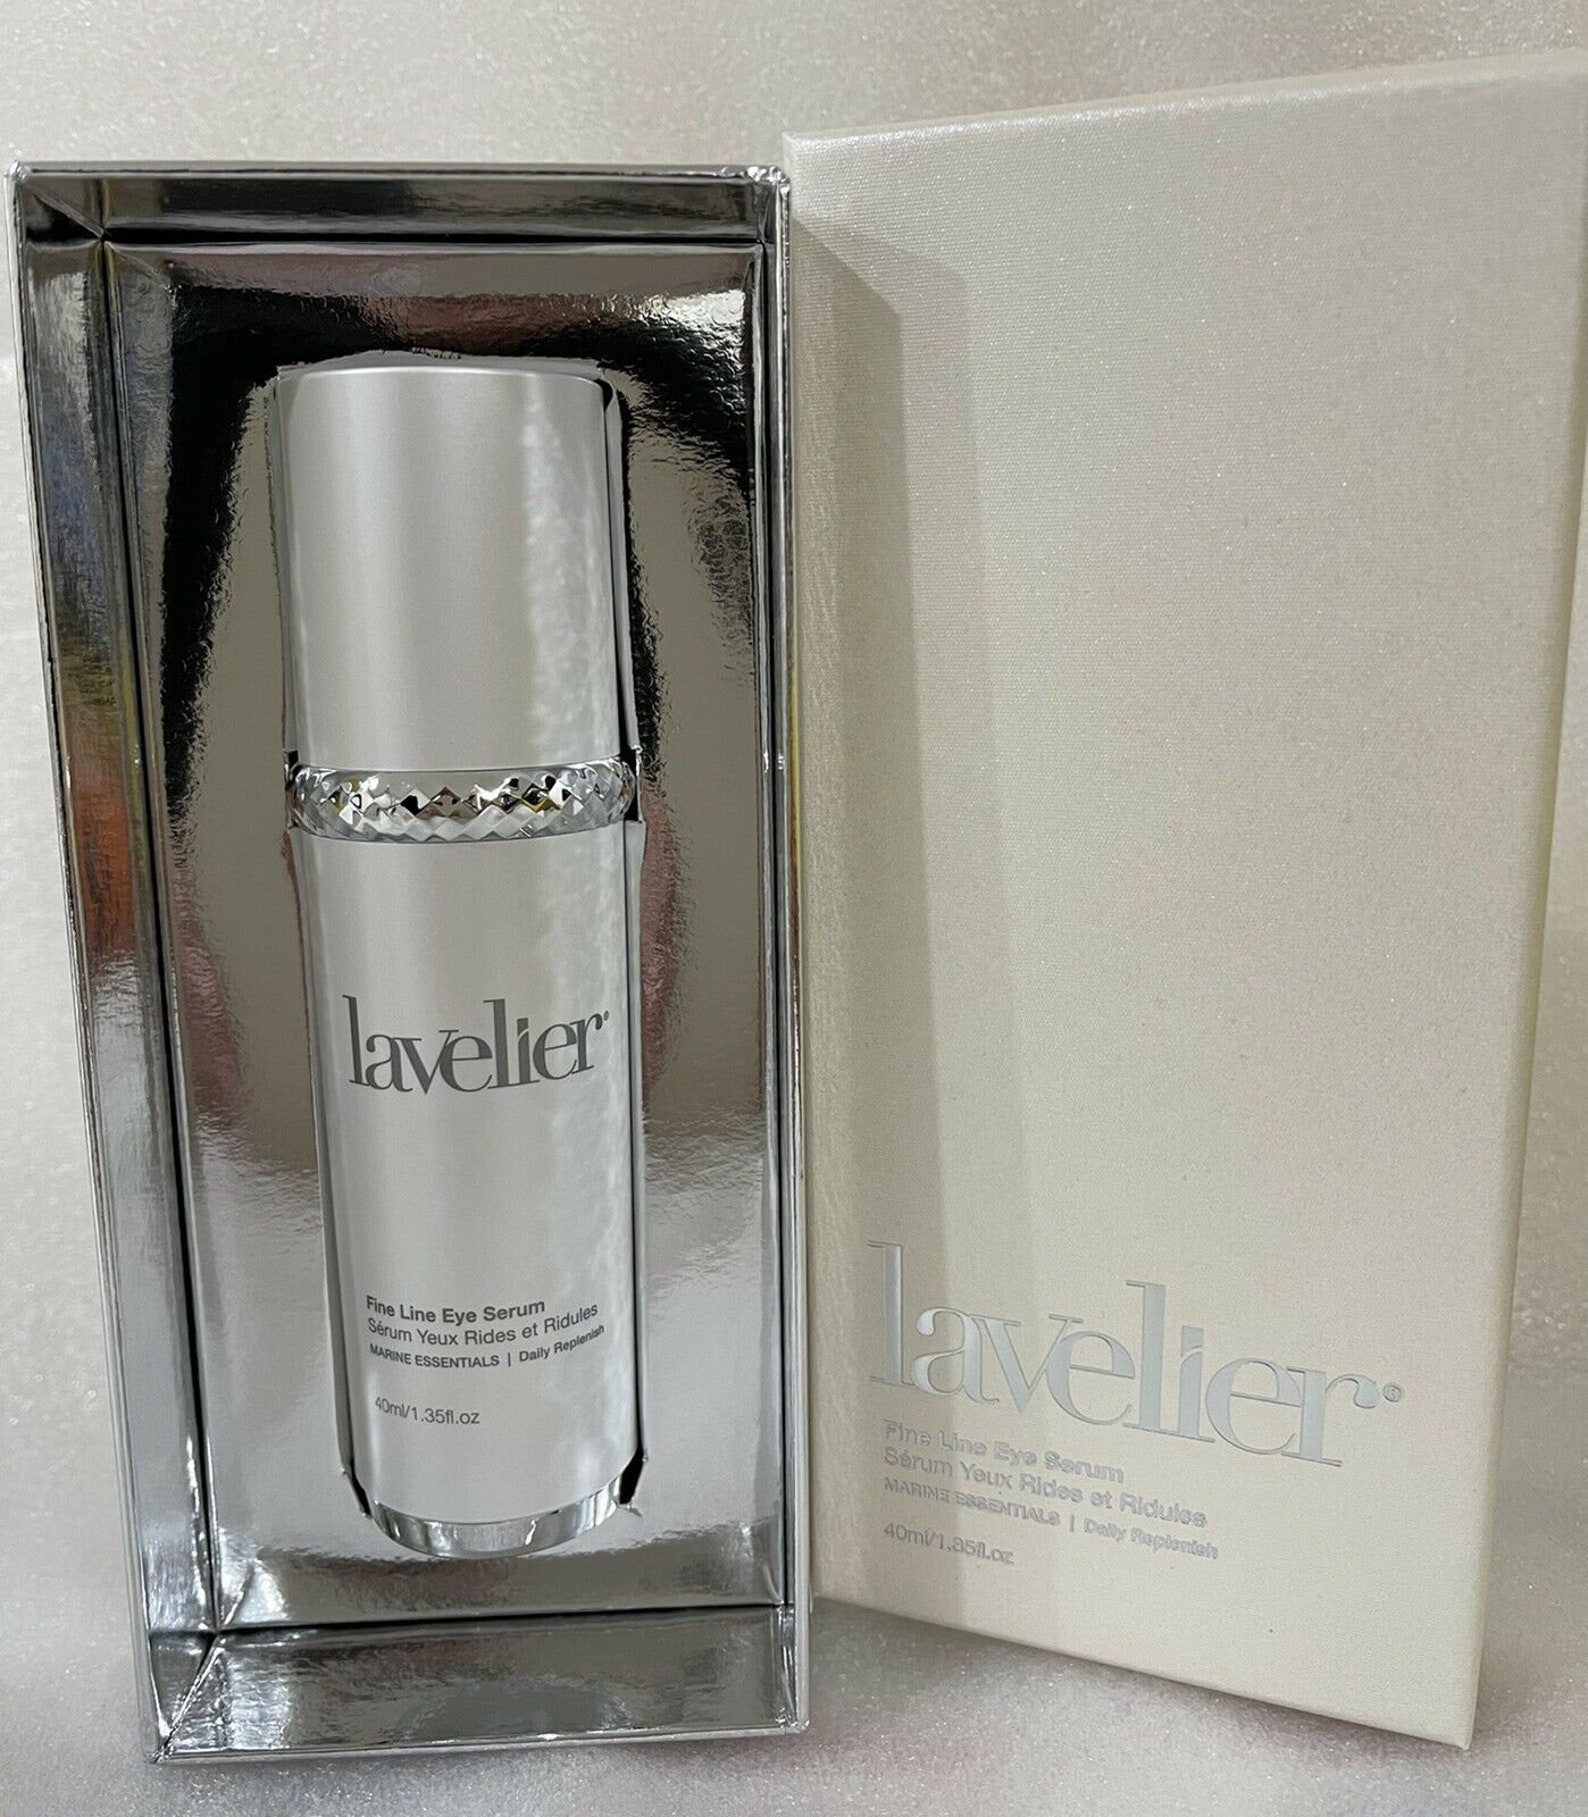 lavelier®
Fine Line Eye Serum
Sérum Yeux Rides et Ridules
MARINE ESSENTIALS | Daily Replenish
40ml/1.35fl.oz
lavelier®
Fine Line Eye Serum
Sérum Yeux Rides et Ridules
MARINE ESSENTIALS | Daily Replenish
40ml/1.35fl.oz